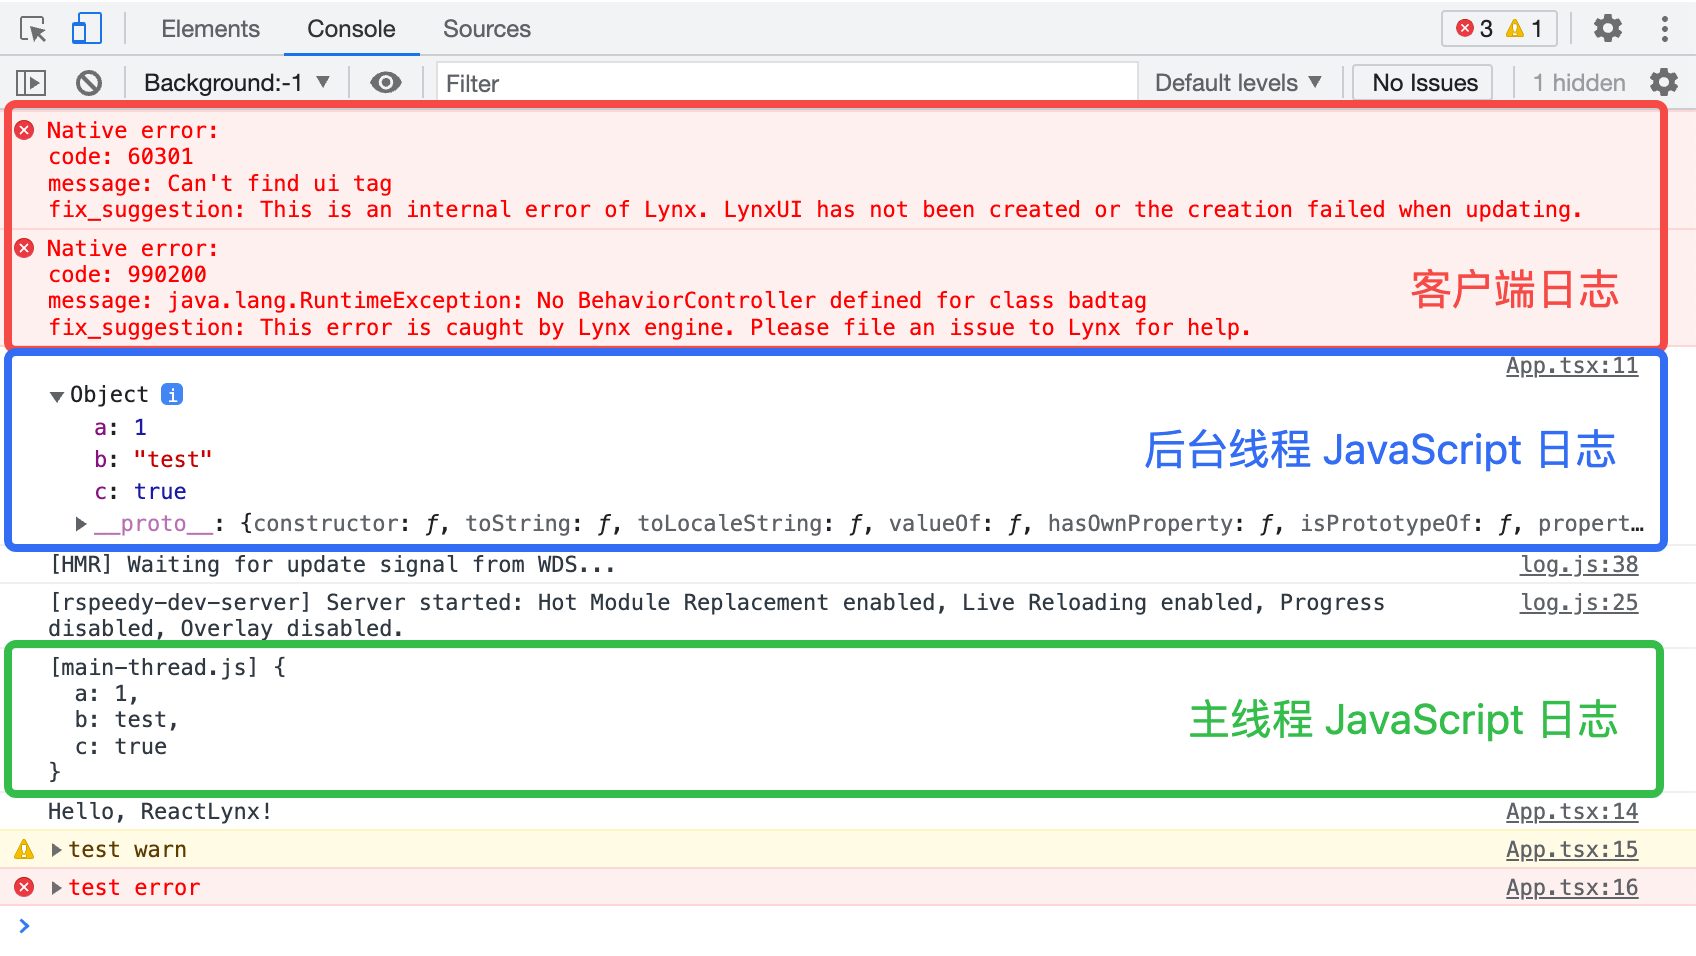 Elements Console Sources 3 1
Background:-1 Filter Default levels No Issues 1 hidden
Native error:
code: 60301
message: Can't find ui tag
fix_suggestion: This is an internal error of Lynx. LynxUI has not been created or the creation failed when updating.
Native error:
code: 990200
message: java.lang.RuntimeException: No BehaviorController defined for class badtag
fix_suggestion: This error is caught by Lynx engine. Please file an issue to Lynx for help.
客户端日志
App.tsx:11
Object i
a: 1
b: "test"
c: true
__proto__: {constructor: ƒ, toString: ƒ, toLocaleString: ƒ, valueOf: ƒ, hasOwnProperty: ƒ, isPrototypeOf: ƒ, propert…
后台线程 JavaScript 日志
[HMR] Waiting for update signal from WDS... log.js:38
[rspeedy-dev-server] Server started: Hot Module Replacement enabled, Live Reloading enabled, Progress log.js:25
disabled, Overlay disabled.
[main-thread.js] {
a: 1,
b: test,
c: true
}
主线程 JavaScript 日志
Hello, ReactLynx! App.tsx:14
test warn App.tsx:15
test error App.tsx:16